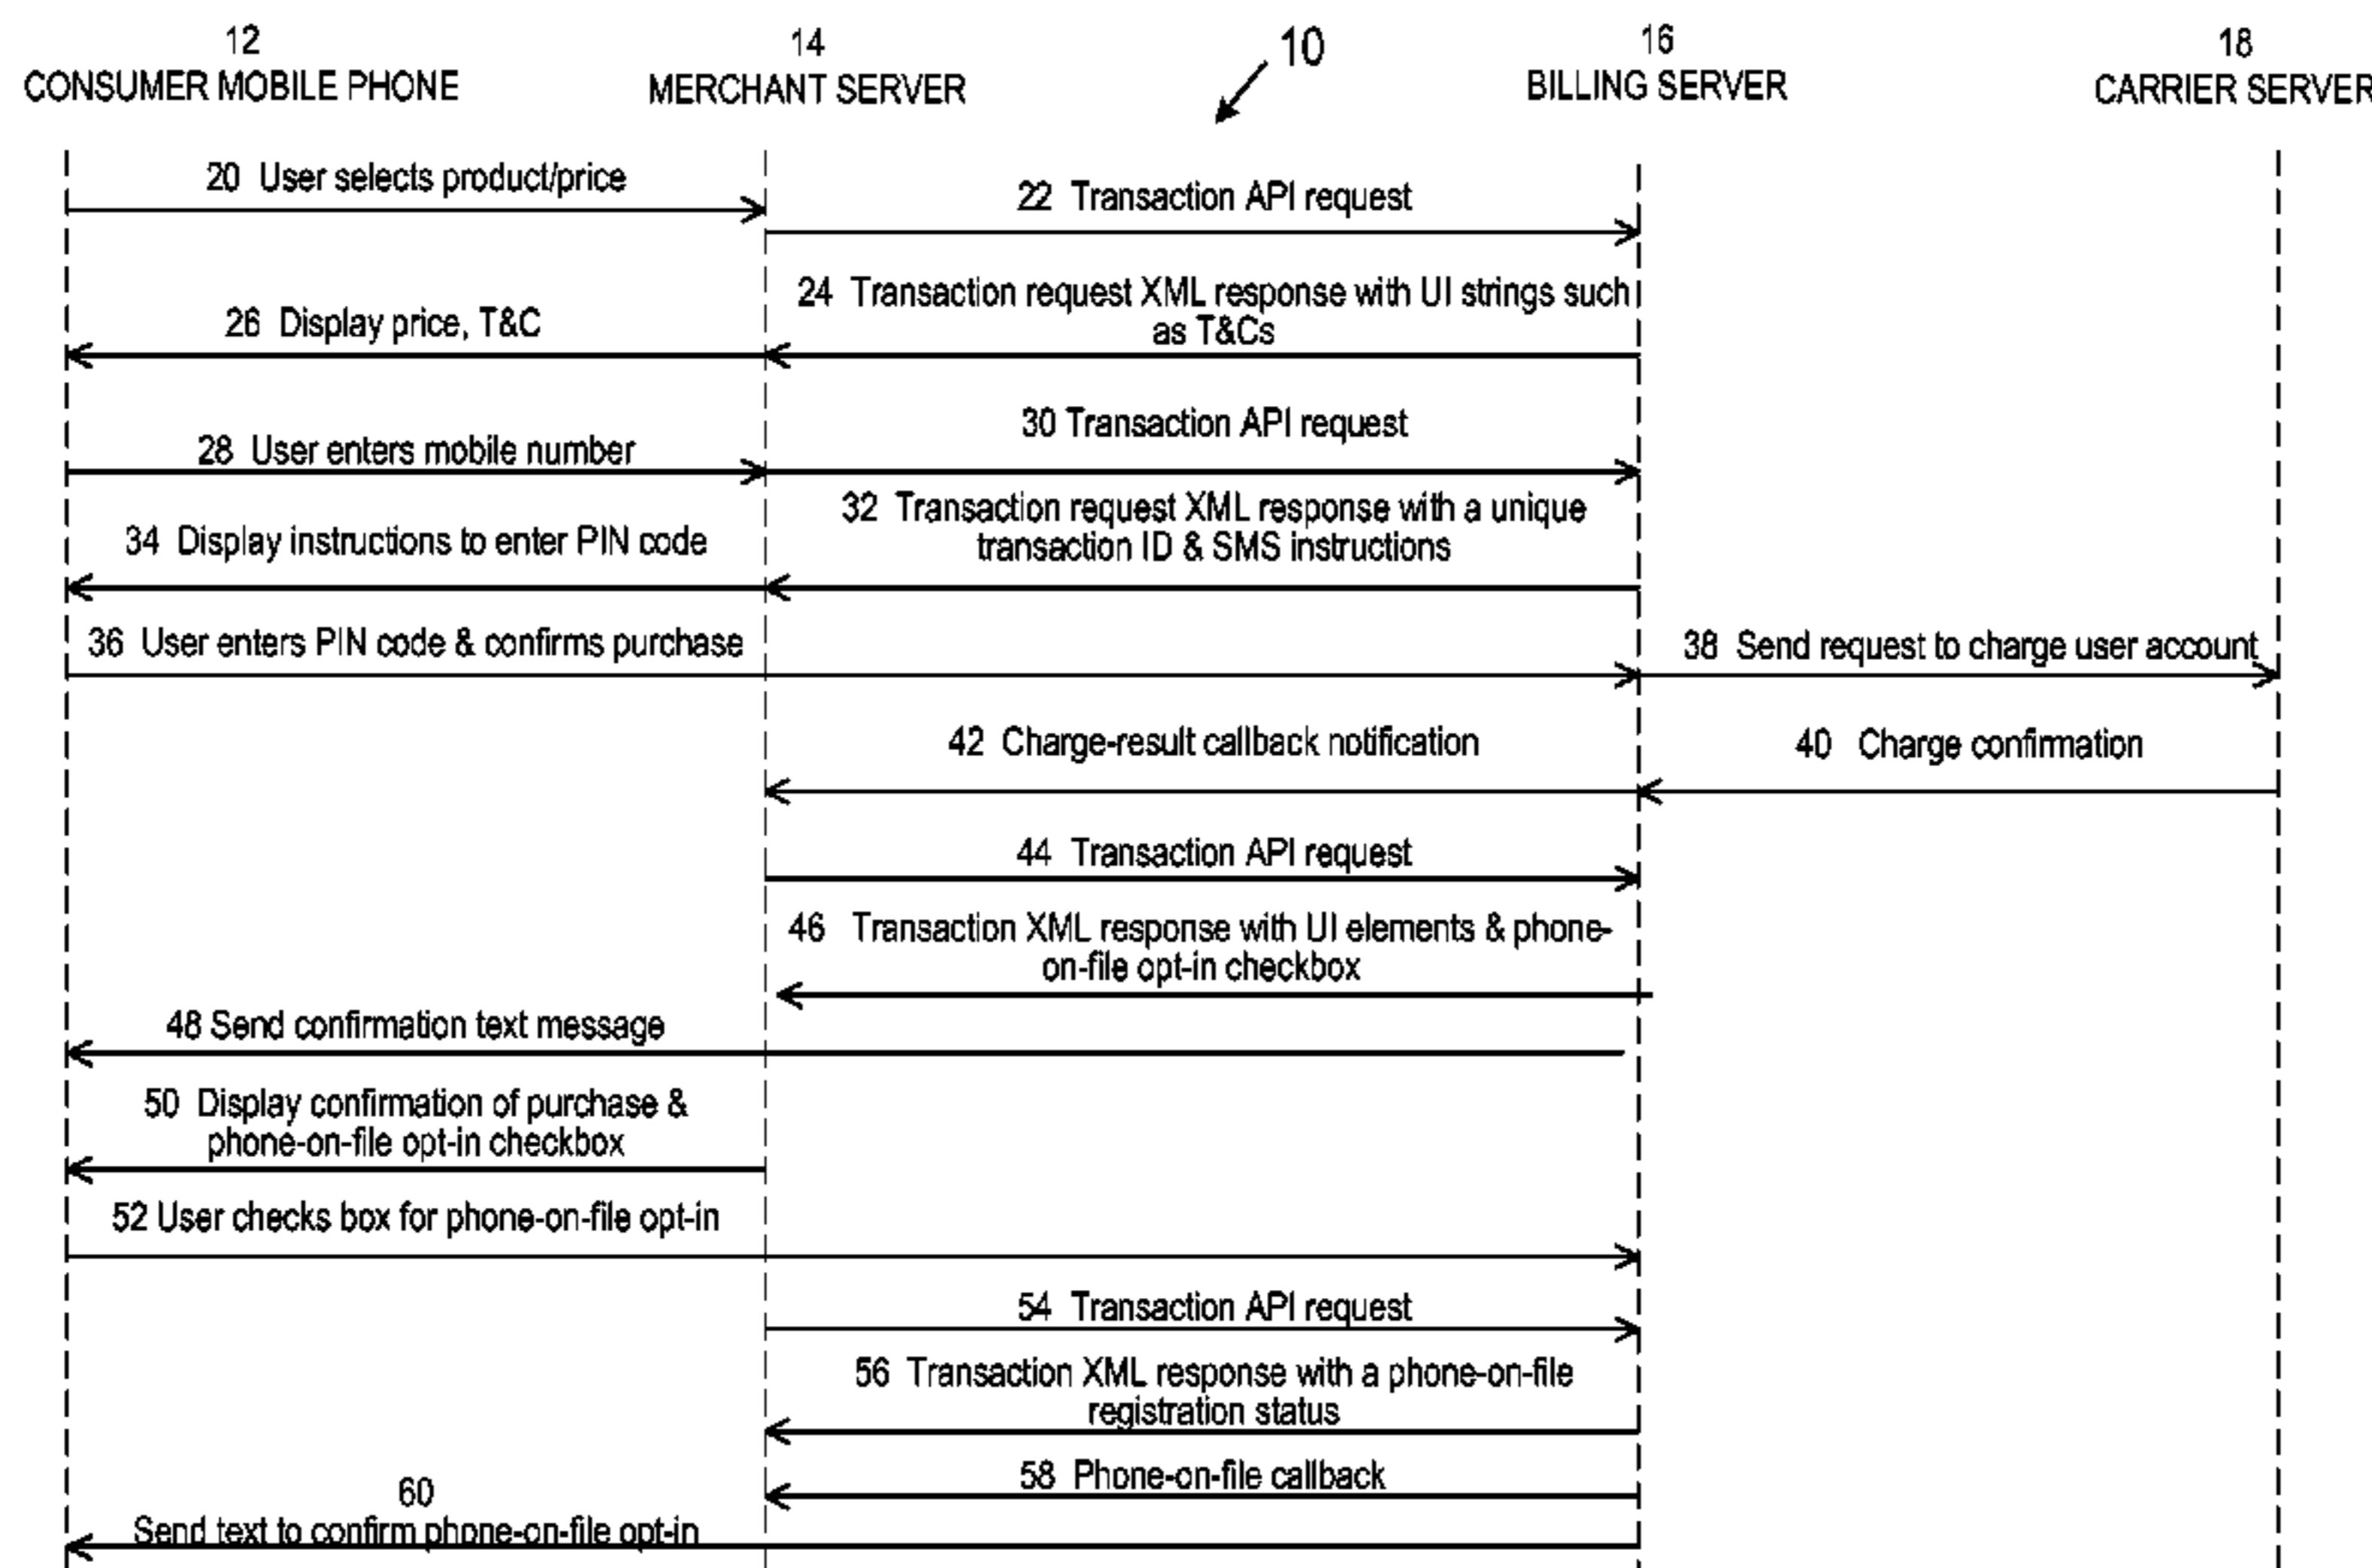 12
CONSUMER MOBILE PHONE
14
MERCHANT SERVER
10
16
BILLING SERVER
18
CARRIER SERVER
20 User selects product/price
22 Transaction API request
24 Transaction request XML response with UI strings such
as T&Cs
26 Display price, T&C
28 User enters mobile number
30 Transaction API request
32 Transaction request XML response with a unique
transaction ID & SMS instructions
34 Display instructions to enter PIN code
36 User enters PIN code & confirms purchase
38 Send request to charge user account
42 Charge-result callback notification
40 Charge confirmation
44 Transaction API request
46 Transaction XML response with UI elements & phone-
on-file opt-in checkbox
48 Send confirmation text message
50 Display confirmation of purchase &
phone-on-file opt-in checkbox
52 User checks box for phone-on-file opt-in
54 Transaction API request
56 Transaction XML response with a phone-on-file
registration status
58 Phone-on-file callback
60
Send text to confirm phone-on-file opt-in